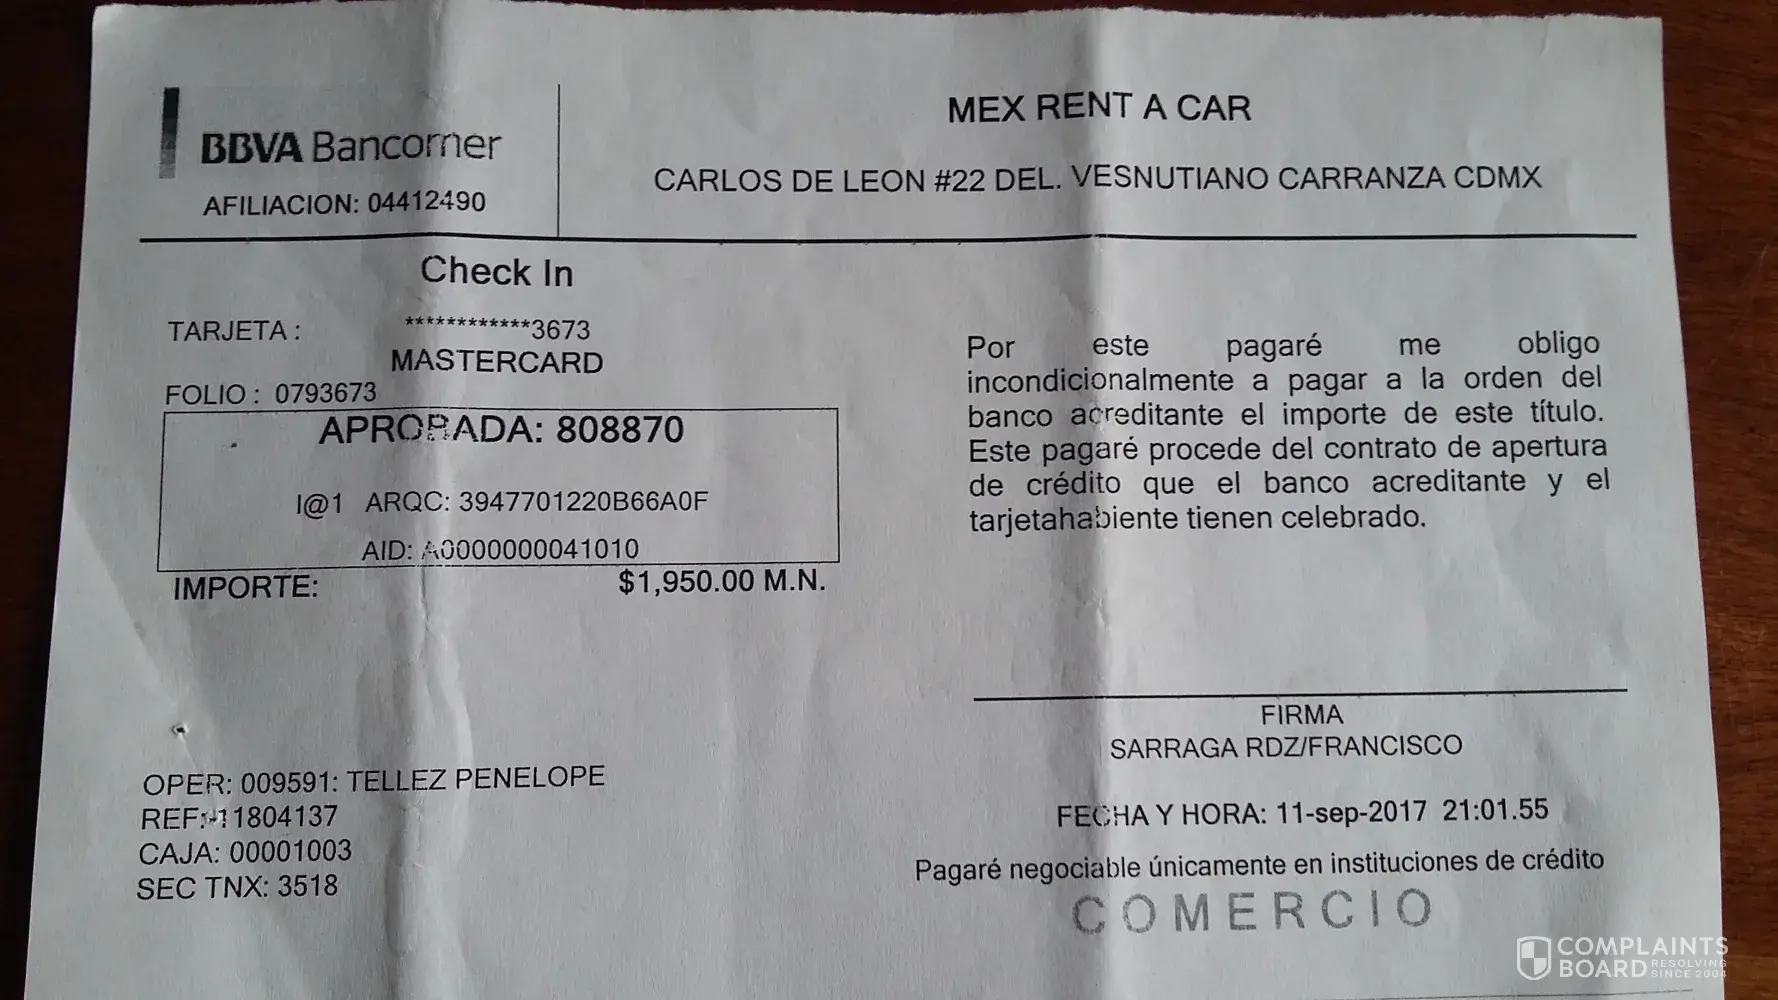 BBVA Bancomer
AFILIACION: 04412490
MEX RENT A CAR
CARLOS DE LEON #22 DEL. VESNUTIANO CARRANZA CDMX
Check In
TARJETA : ************3673
MASTERCARD
FOLIO : 0793673
APROBADA: 808870
I@1 ARQC: 3947701220B66A0F
AID: A0000000041010
IMPORTE: $1,950.00 M.N.
Por este pagaré me obligo
incondicionalmente a pagar a la orden del
banco acreditante el importe de este título.
Este pagaré procede del contrato de apertura
de crédito que el banco acreditante y el
tarjetahabiente tienen celebrado.
FIRMA
SARRAGA RDZ/FRANCISCO
OPER: 009591: TELLEZ PENELOPE
REF: 11804137
CAJA: 00001003
SEC TNX: 3518
FECHA Y HORA: 11-sep-2017 21:01.55
Pagaré negociable únicamente en instituciones de crédito
COMERCIO
COMPLAINTS
BOARD RESOLVING
SINCE 2004